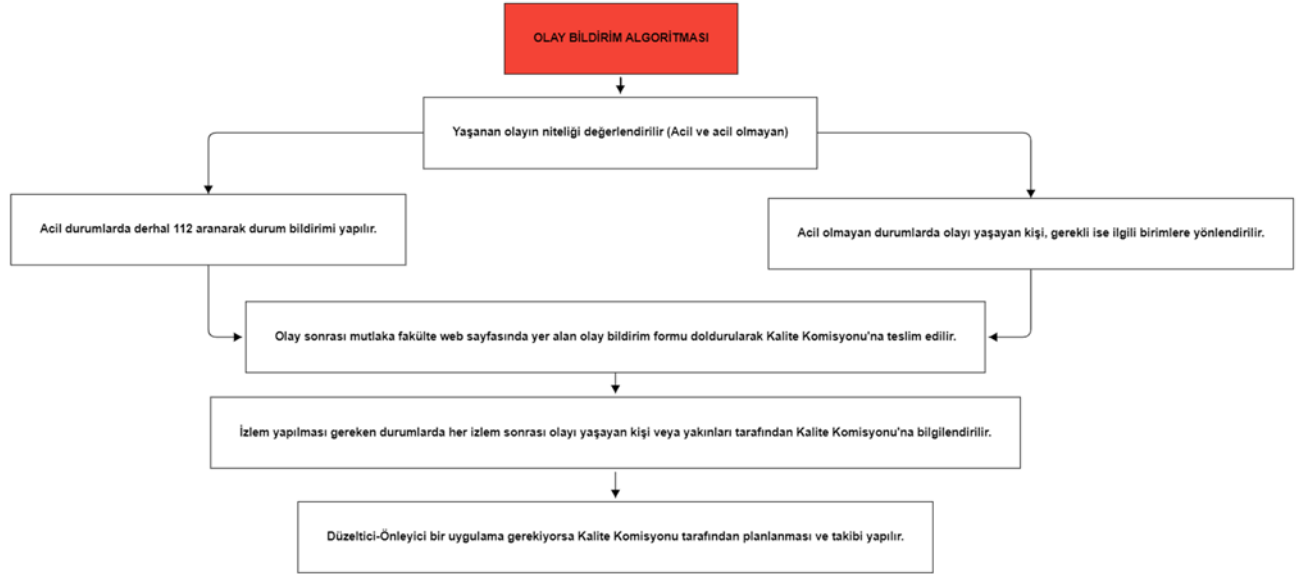 OLAY BİLDİRİM ALGORİTMASI
Yaşanan olayın niteliği değerlendirilir (Acil ve acil olmayan)
Acil durumlarda derhal 112 aranarak durum bildirimi yapılır.
Acil olmayan durumlarda olayı yaşayan kişi, gerekli ise ilgili birimlere yönlendirilir.
Olay sonrası mutlaka fakülte web sayfasında yer alan olay bildirim formu doldurularak Kalite Komisyonu'na teslim edilir.
İzlem yapılması gereken durumlarda her izlem sonrası olayı yaşayan kişi veya yakınları tarafından Kalite Komisyonu'na bilgilendirilir.
Düzeltici-Önleyici bir uygulama gerekiyorsa Kalite Komisyonu tarafından planlanması ve takibi yapılır.